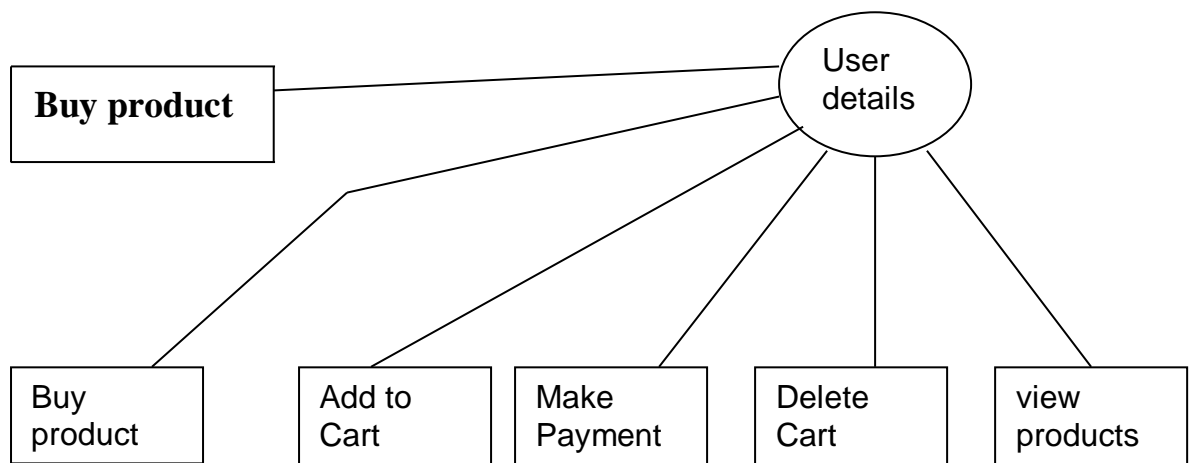 User
details
Buy product
Buy
product
Add to
Cart
Make
Payment
Delete
Cart
view
products